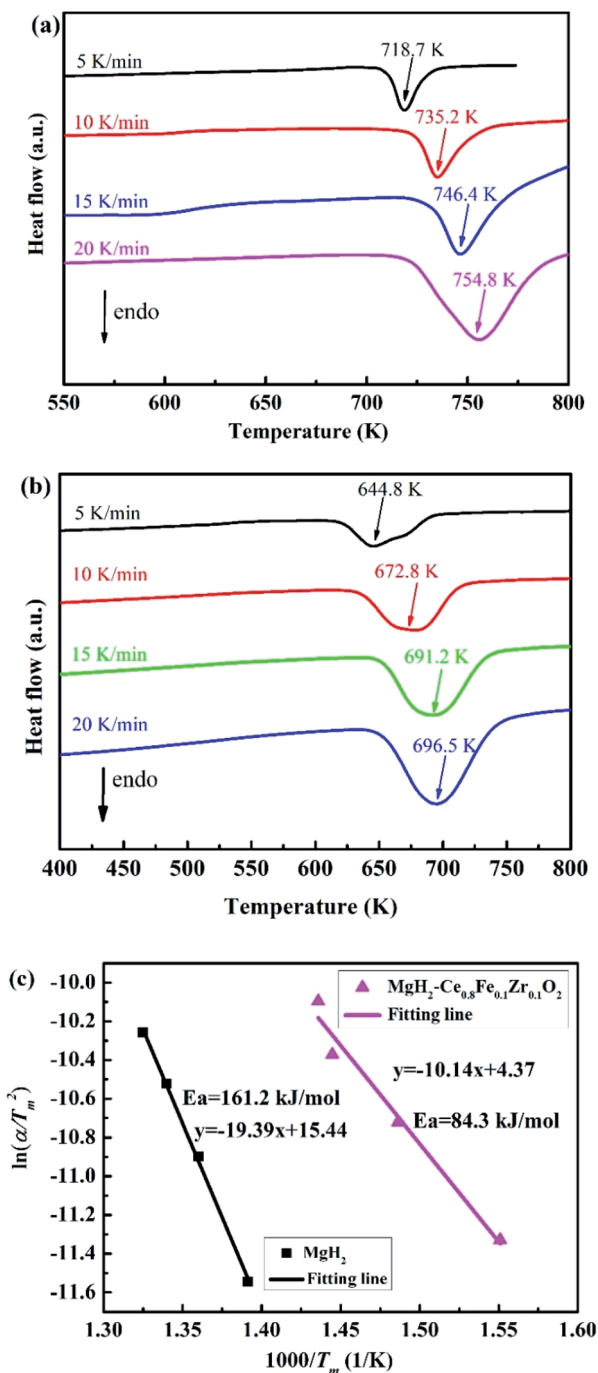 (a)
718.7 K
5 K/min
10 K/min
735.2 K
15 K/min
746.4 K
20 K/min
754.8 K
endo
Heat flow (a.u.)
550 600 650 700 750 800
Temperature (K)
(b)
644.8 K
5 K/min
10 K/min
672.8 K
15 K/min
691.2 K
20 K/min
696.5 K
endo
Heat flow (a.u.)
400 450 500 550 600 650 700 750 800
Temperature (K)
(c)
-10.0
-10.2
-10.4
-10.6
-10.8
-11.0
-11.2
-11.4
-11.6
ln(α/Tₘ²)
MgH₂-Ce₀.₈Fe₀.₁Zr₀.₁O₂
Fitting line
y=-10.14x+4.37
Ea=161.2 kJ/mol
Ea=84.3 kJ/mol
y=-19.39x+15.44
MgH₂
Fitting line
1.30 1.35 1.40 1.45 1.50 1.55 1.60
1000/Tₘ (1/K)